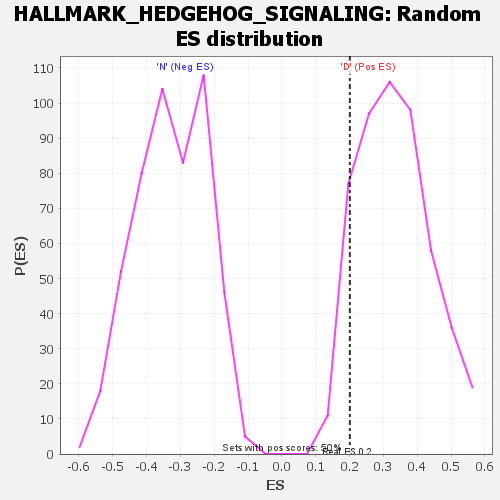 HALLMARK_HEDGEHOG_SIGNALING: Random
ES distribution
'N' (Neg ES)
'D' (Pos ES)
110
100
90
80
70
60
50
40
30
20
10
0
P(ES)
Sets with pos scores: 50%
Real ES 0.2
-0.6 -0.5 -0.4 -0.3 -0.2 -0.1 0.0 0.1 0.2 0.3 0.4 0.5 0.6
ES